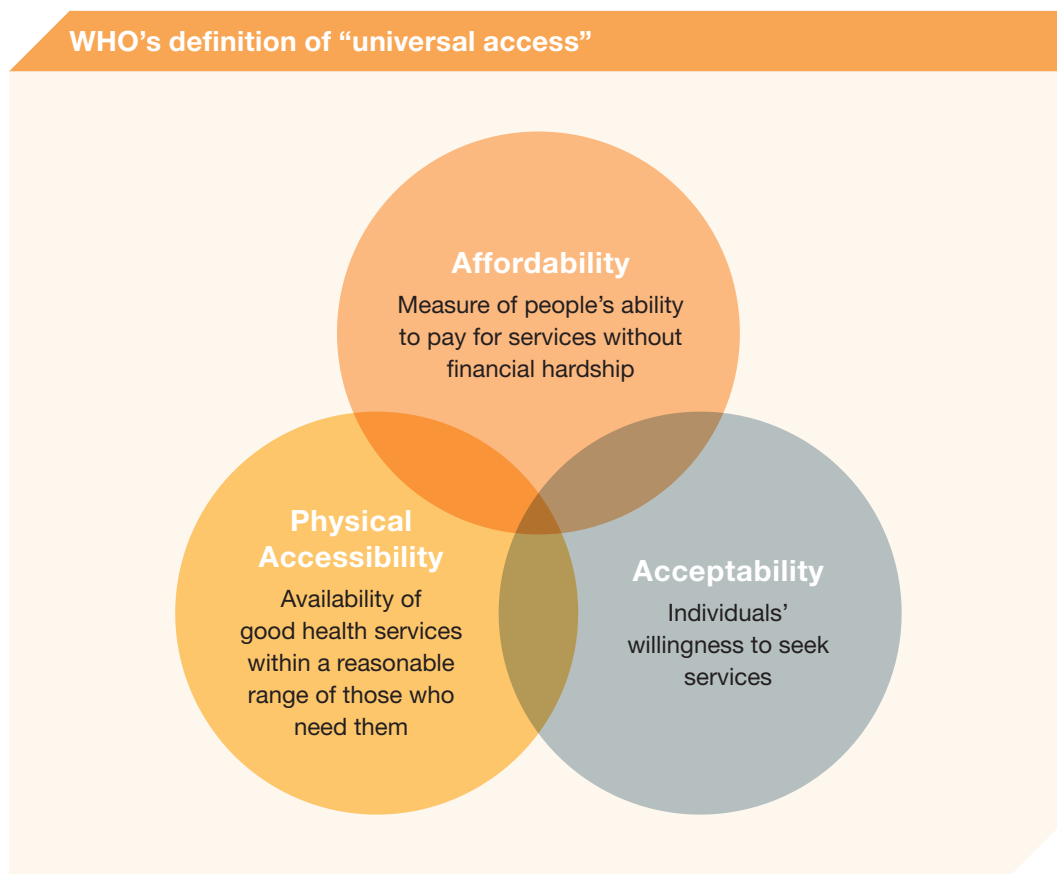 WHO’s definition of “universal access”
Affordability
Measure of people’s ability
to pay for services without
financial hardship
Physical
Accessibility
Availability of
good health services
within a reasonable
range of those who
need them
Acceptability
Individuals’
willingness to seek
services